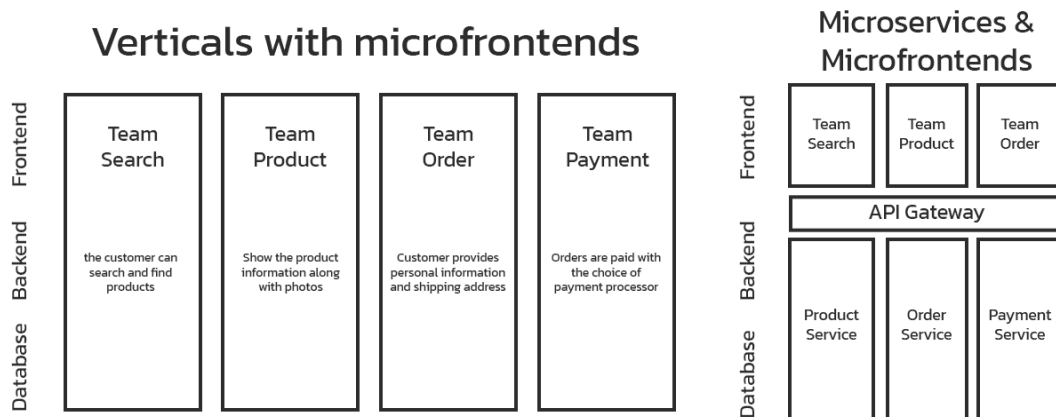 Verticals with microfrontends
Frontend
Backend
Database
Team
Search
the customer can
search and find
products
Team
Product
Show the product
information along
with photos
Team
Order
Customer provides
personal information
and shipping address
Team
Payment
Orders are paid with
the choice of
payment processor
Microservices &
Microfrontends
Frontend
Backend
Database
Team
Search
Team
Product
Team
Order
API Gateway
Product
Service
Order
Service
Payment
Service